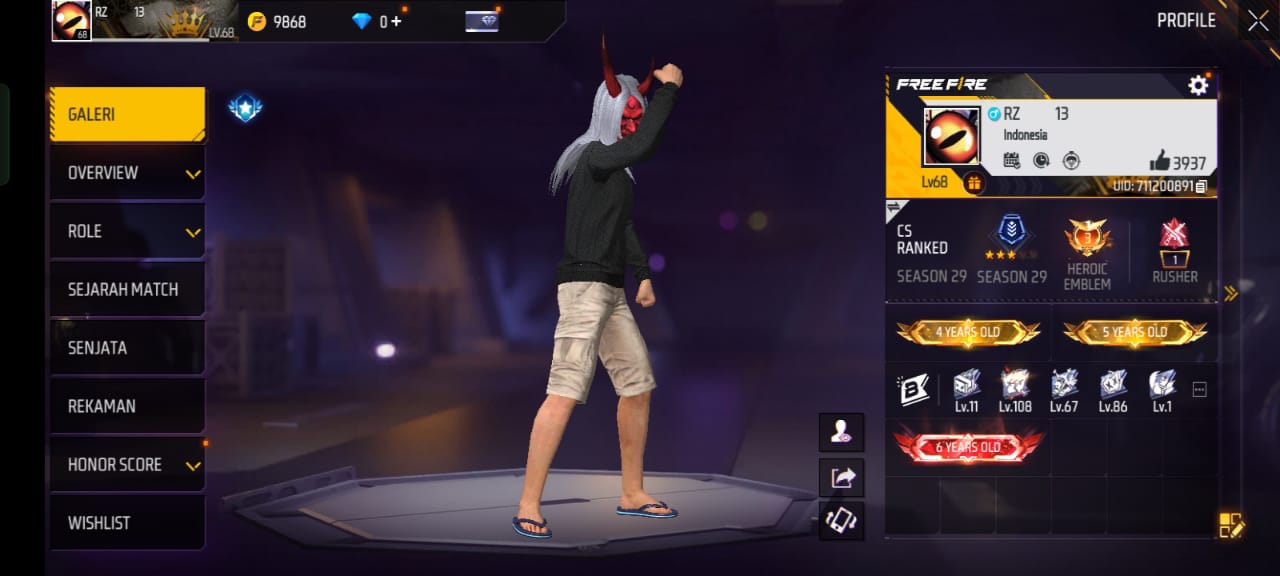 RZ 13
68
LV.68
9868
0 +
PROFILE
GALERI
OVERVIEW
ROLE
SEJARAH MATCH
SENJATA
REKAMAN
HONOR SCORE
WISHLIST
FREE FIRE
RZ 13
Indonesia
3937
Lv68
UID: 711200891
CS RANKED
SEASON 29
SEASON 29
3
HEROIC
EMBLEM
1
RUSHER
4 YEARS OLD
5 YEARS OLD
B
Lv.11
Lv.108
Lv.67
Lv.86
Lv.1
6 YEARS OLD